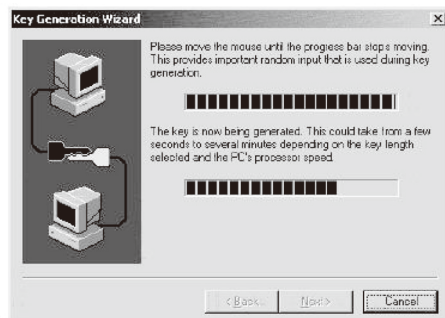 Key Generation Wizard
Please move the mouse until the progress bar stops moving.
This provides important random input that is used during key
generation.
The key is now being generated. This could take from a few
seconds to several minutes depending on the key length
selected and the PC's processor speed.
< Back
Next >
Cancel